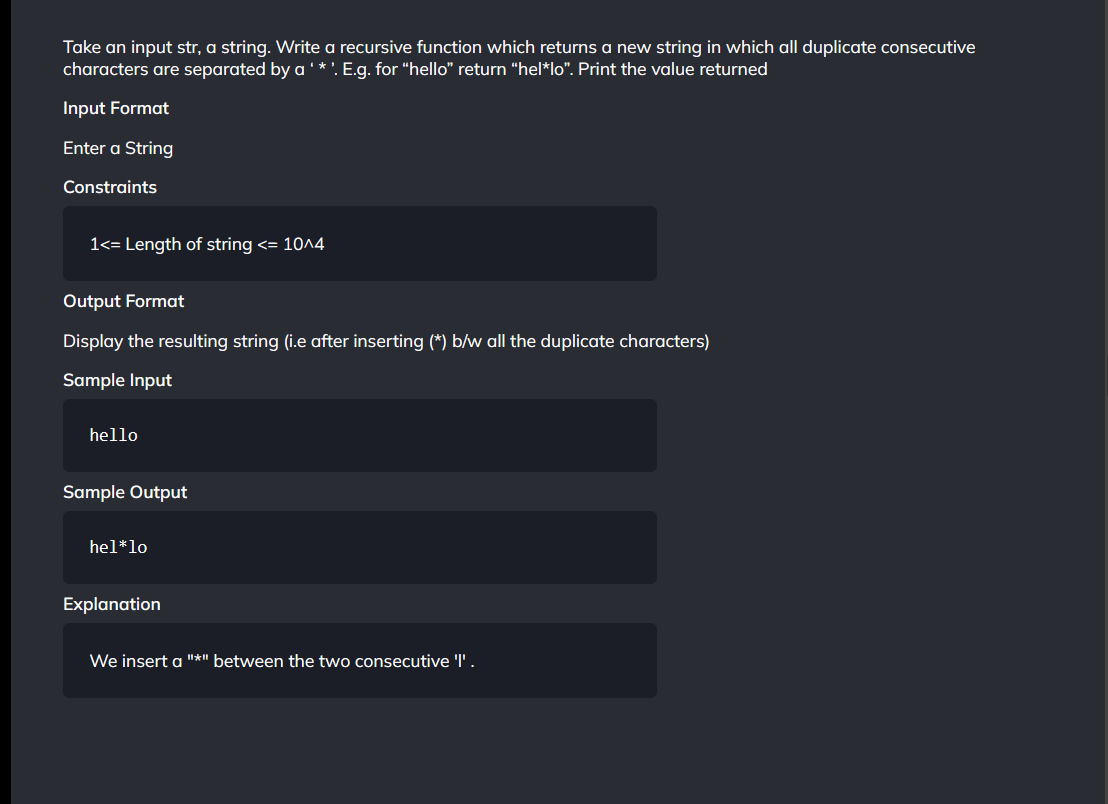 Take an input str, a string. Write a recursive function which returns a new string in which all duplicate consecutive
characters are separated by a ‘ * ’. E.g. for “hello” return “hel*lo”. Print the value returned
Input Format
Enter a String
Constraints
1<= Length of string <= 10^4
Output Format
Display the resulting string (i.e after inserting (*) b/w all the duplicate characters)
Sample Input
hello
Sample Output
hel*lo
Explanation
We insert a "*" between the two consecutive 'l' .